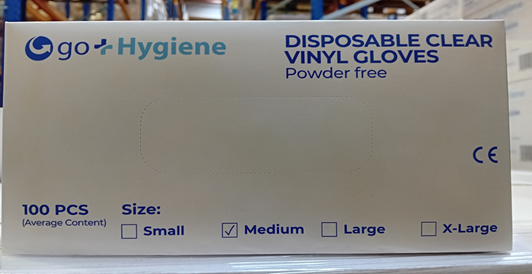 go+Hygiene
DISPOSABLE CLEAR
VINYL GLOVES
Powder free
CE
100 PCS
(Average Content)
Size:
Small
Medium
Large
X-Large